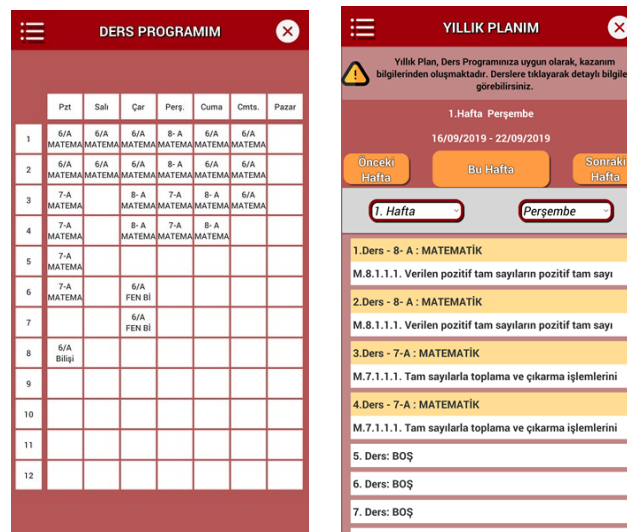 DERS PROGRAMIM
Pzt Salı Çar Perş. Cuma Cmts. Pazar
1 6/A 6/A 6/A 8- A 6/A 6/A
MATEMA MATEMA MATEMA MATEMA MATEMA MATEMA
2 6/A 6/A 6/A 8- A 6/A 6/A
MATEMA MATEMA MATEMA MATEMA MATEMA MATEMA
3 7-A 8- A 7-A 8- A 6/A
MATEMA MATEMA MATEMA MATEMA MATEMA
4 7-A 8- A 7-A 8- A
MATEMA MATEMA MATEMA MATEMA
5 7-A
MATEMA
6 7-A 6/A
MATEMA FEN Bİ
7 6/A
FEN Bİ
8 6/A
Bilişi
9
10
11
12
YILLIK PLANIM
Yıllık Plan, Ders Programınıza uygun olarak, kazanım
bilgilerinden oluşmaktadır. Derslere tıklayarak detaylı bilgile
görebilirsiniz.
1.Hafta Perşembe
16/09/2019 - 22/09/2019
Önceki
Hafta
Bu Hafta
Sonraki
Hafta
1. Hafta
Perşembe
1.Ders - 8- A : MATEMATİK
M.8.1.1.1. Verilen pozitif tam sayıların pozitif tam sayı
2.Ders - 8- A : MATEMATİK
M.8.1.1.1. Verilen pozitif tam sayıların pozitif tam sayı
3.Ders - 7-A : MATEMATİK
M.7.1.1.1. Tam sayılarla toplama ve çıkarma işlemlerini
4.Ders - 7-A : MATEMATİK
M.7.1.1.1. Tam sayılarla toplama ve çıkarma işlemlerini
5. Ders: BOŞ
6. Ders: BOŞ
7. Ders: BOŞ